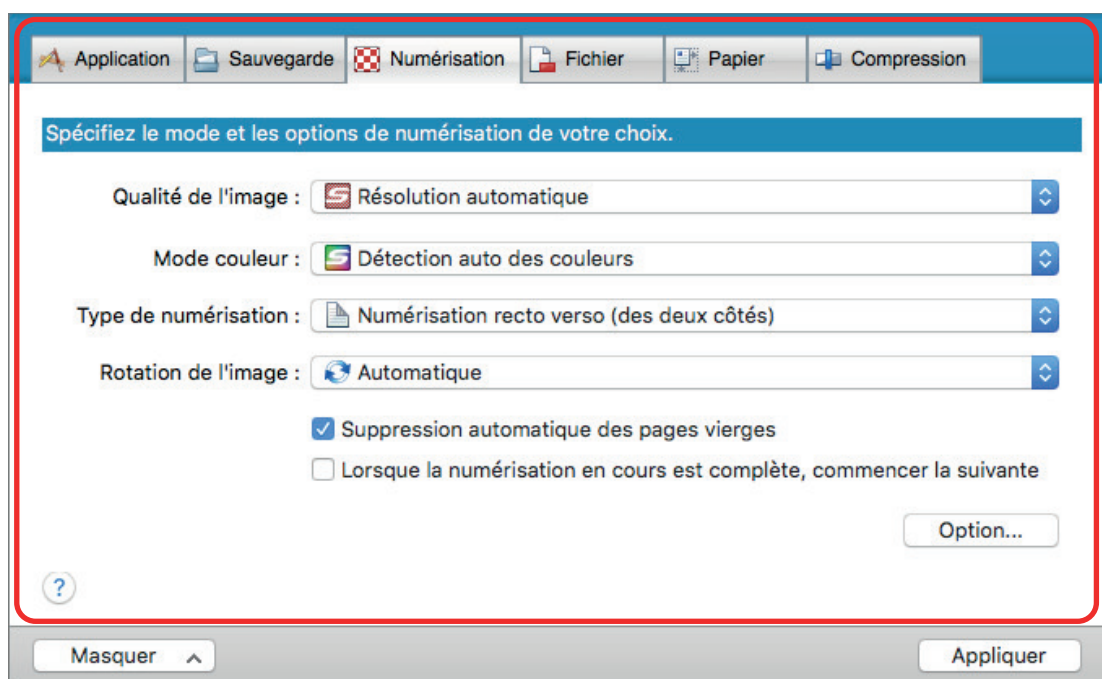 Application Sauvegarde Numérisation Fichier Papier Compression
Spécifiez le mode et les options de numérisation de votre choix.
Qualité de l'image : Résolution automatique
Mode couleur : Détection auto des couleurs
Type de numérisation : Numérisation recto verso (des deux côtés)
Rotation de l'image : Automatique
Suppression automatique des pages vierges
Lorsque la numérisation en cours est complète, commencer la suivante
Option...
?
Masquer Appliquer